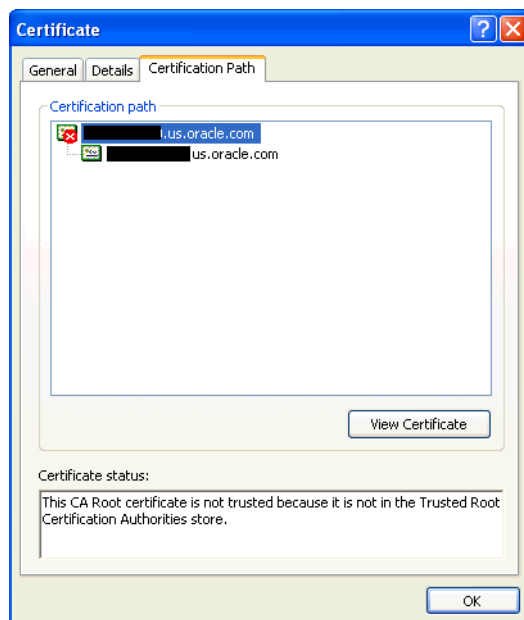 Certificate
General Details Certification Path
Certification path
.us.oracle.com
us.oracle.com
View Certificate
Certificate status:
This CA Root certificate is not trusted because it is not in the Trusted Root
Certification Authorities store.
OK